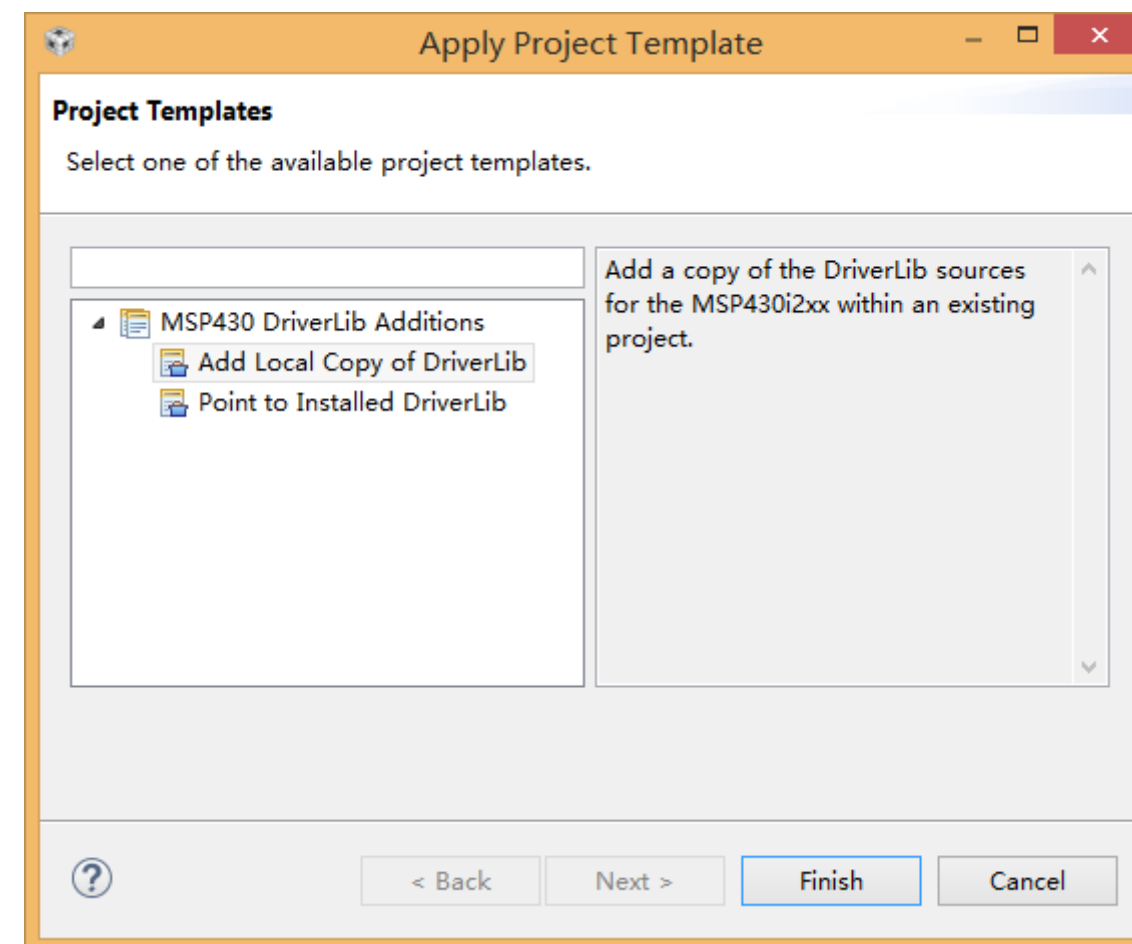 Apply Project Template
Project Templates
Select one of the available project templates.
MSP430 DriverLib Additions
Add Local Copy of DriverLib
Point to Installed DriverLib
Add a copy of the DriverLib sources
for the MSP430i2xx within an existing
project.
< Back
Next >
Finish
Cancel